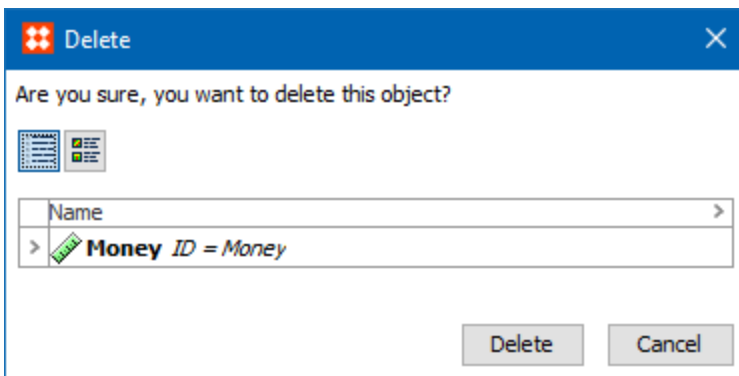 Delete
Are you sure, you want to delete this object?
Name
Money ID = Money
Delete Cancel